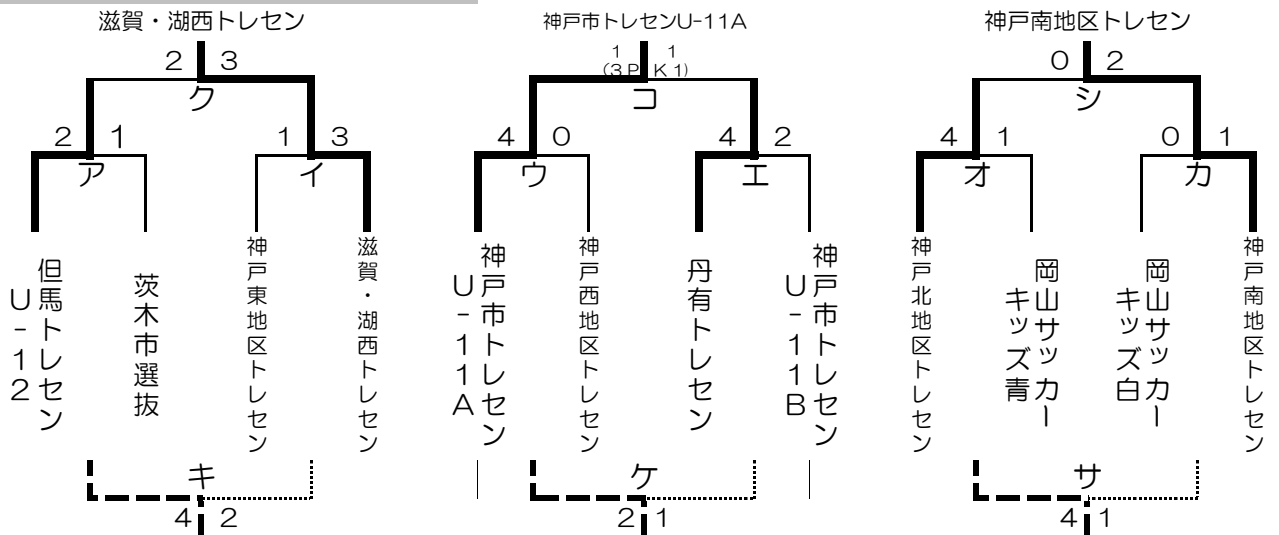 滋賀・湖西トレセン
神戸市トレセンU-11A
神戸南地区トレセン
2 3
1 1
(3 P K 1)
0 2
ク
コ
シ
2 1
1 3
4 0
4 2
4 1
0 1
ア
イ
ウ
エ
オ
カ
但馬トレセン
U-12
茨木市選抜
神戸東地区トレセン
滋賀・湖西トレセン
神戸市トレセン
U-11A
神戸西地区トレセン
丹有トレセン
神戸市トレセン
U-11B
神戸北地区トレセン
岡山サッカー
キッズ青
岡山サッカー
キッズ白
神戸南地区トレセン
キ
ケ
サ
4 2
2 1
4 1